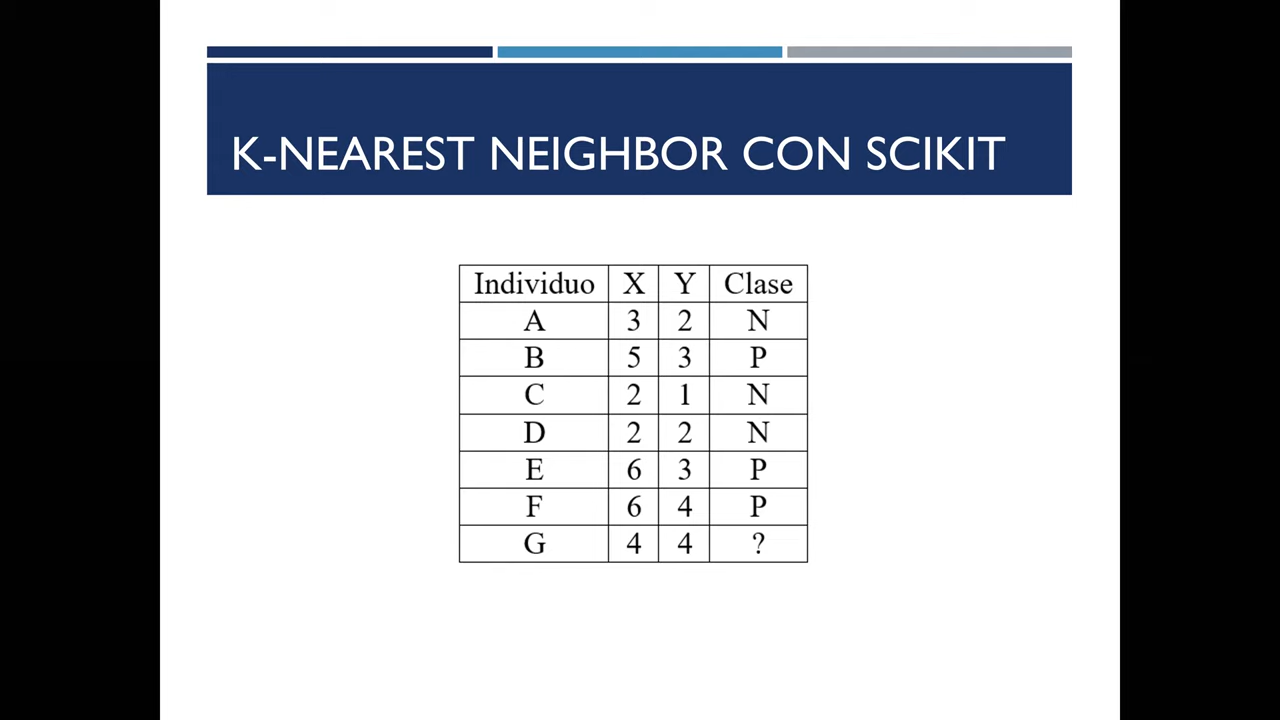 K-NEAREST NEIGHBOR CON SCIKIT
Individuo X Y Clase
A 3 2 N
B 5 3 P
C 2 1 N
D 2 2 N
E 6 3 P
F 6 4 P
G 4 4 ?